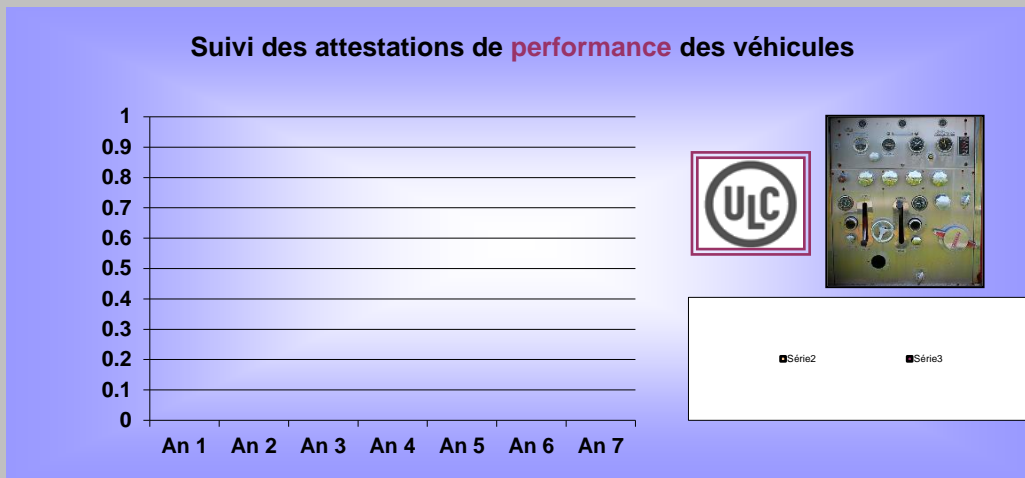 Suivi des attestations de performance des véhicules
1
0.9
0.8
0.7
0.6
0.5
0.4
0.3
0.2
0.1
0
An 1 An 2 An 3 An 4 An 5 An 6 An 7
ULC
Série2 Série3